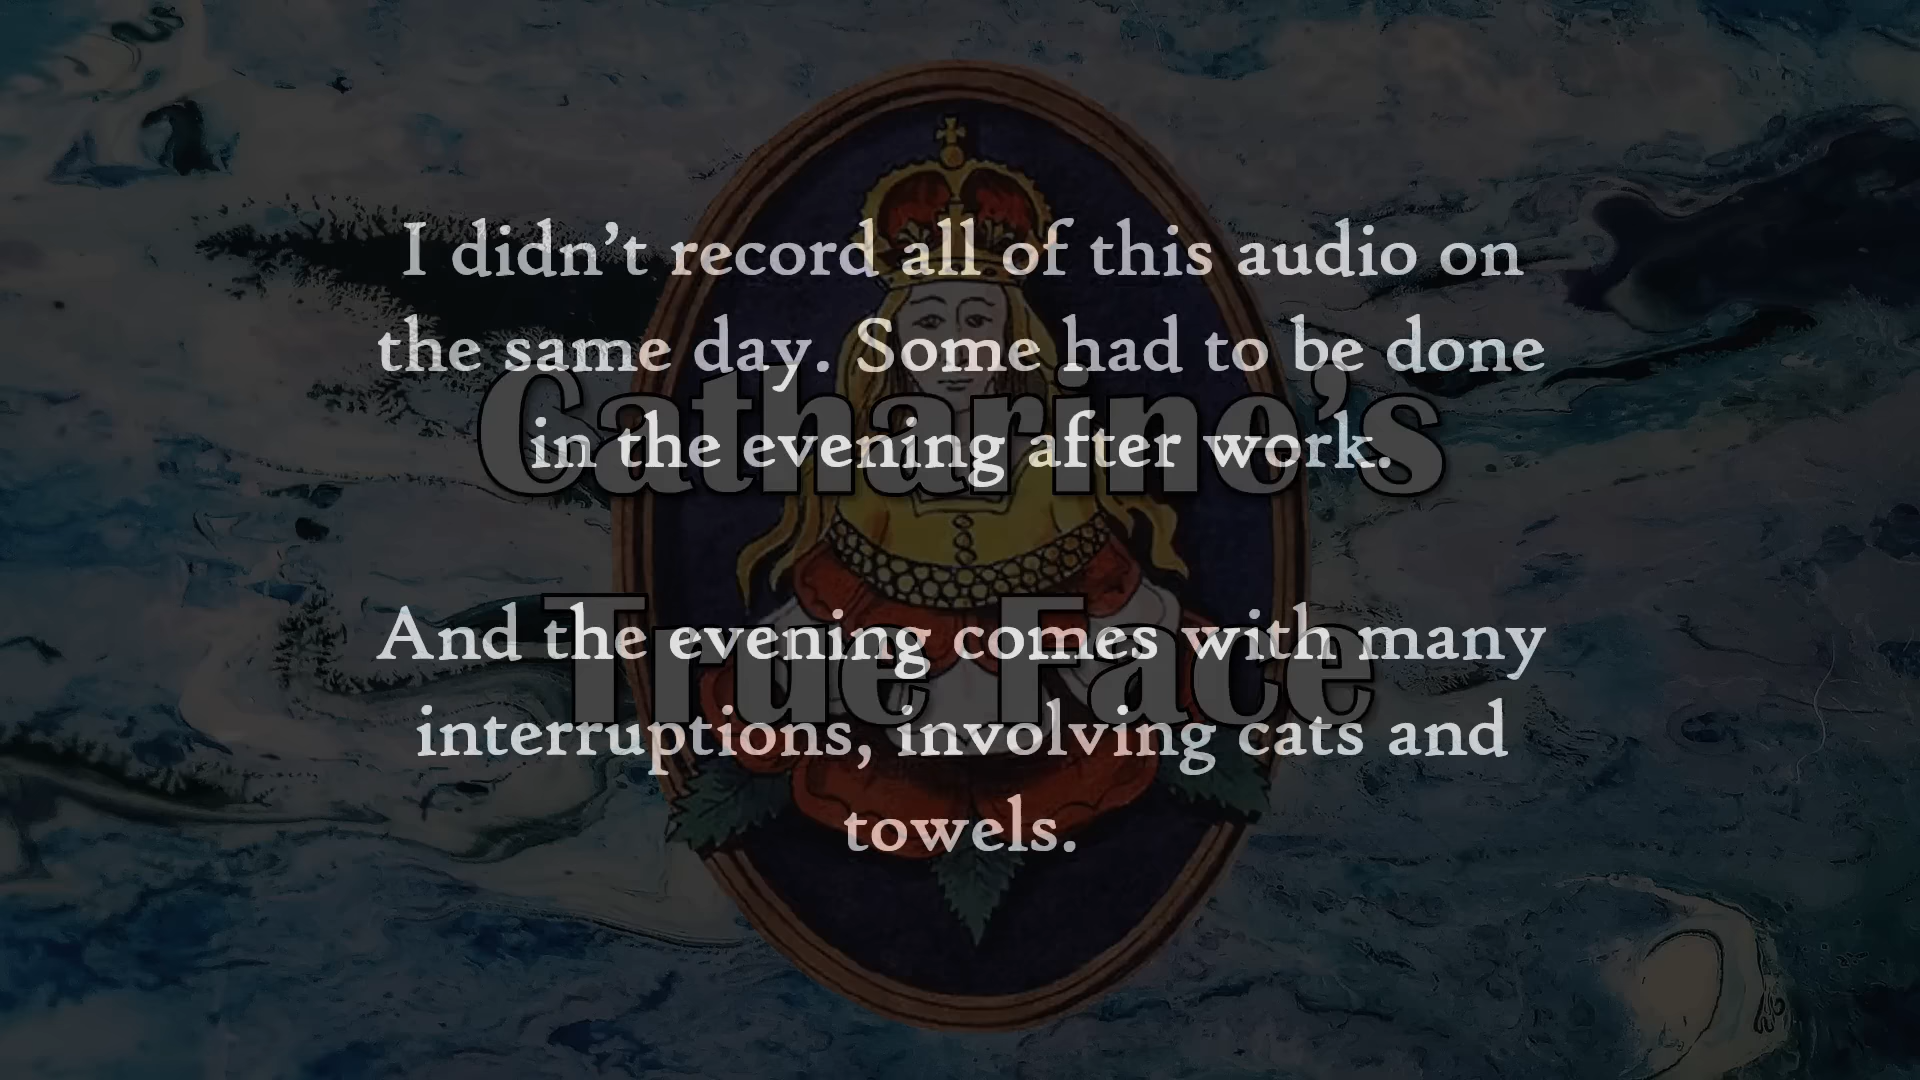 I didn’t record all of this audio on
the same day. Some had to be done
Catharine’s
in the evening after work.
And the evening comes with many
True Face
interruptions, involving cats and
towels.